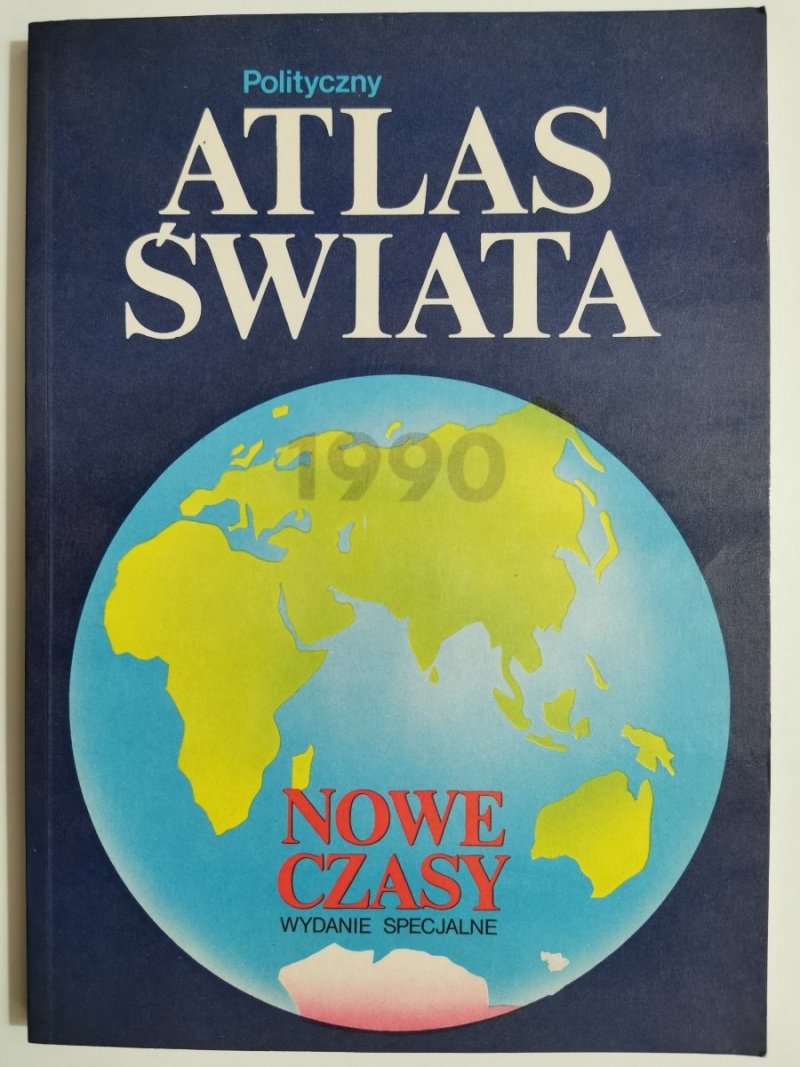 Polityczny
ATLAS
ŚWIATA
1990
NOWE
CZASY
WYDANIE SPECJALNE